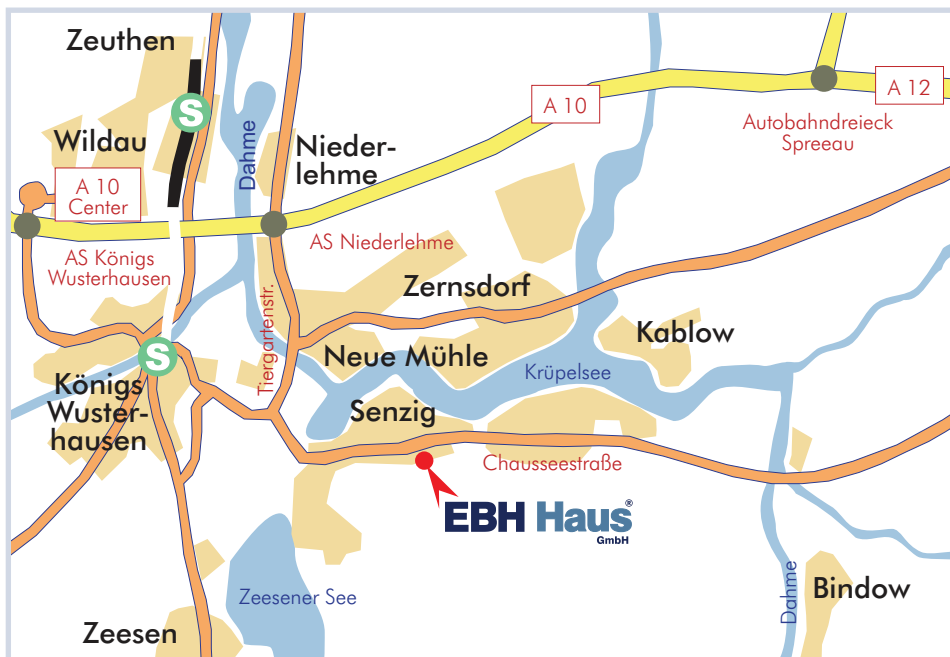 Zeuthen
S
A 10
A 12
Autobahndreieck
Spreeau
Wildau
Dahme
Nieder-
lehme
A 10
Center
AS Königs
Wusterhausen
AS Niederlehme
Zernsdorf
Kablow
Tiergartenstr.
Neue Mühle
Krüpelsee
S
Königs
Wuster-
hausen
Senzig
Chausseestraße
EBH Haus®
GmbH
Zeesener See
Dahme
Bindow
Zeesen